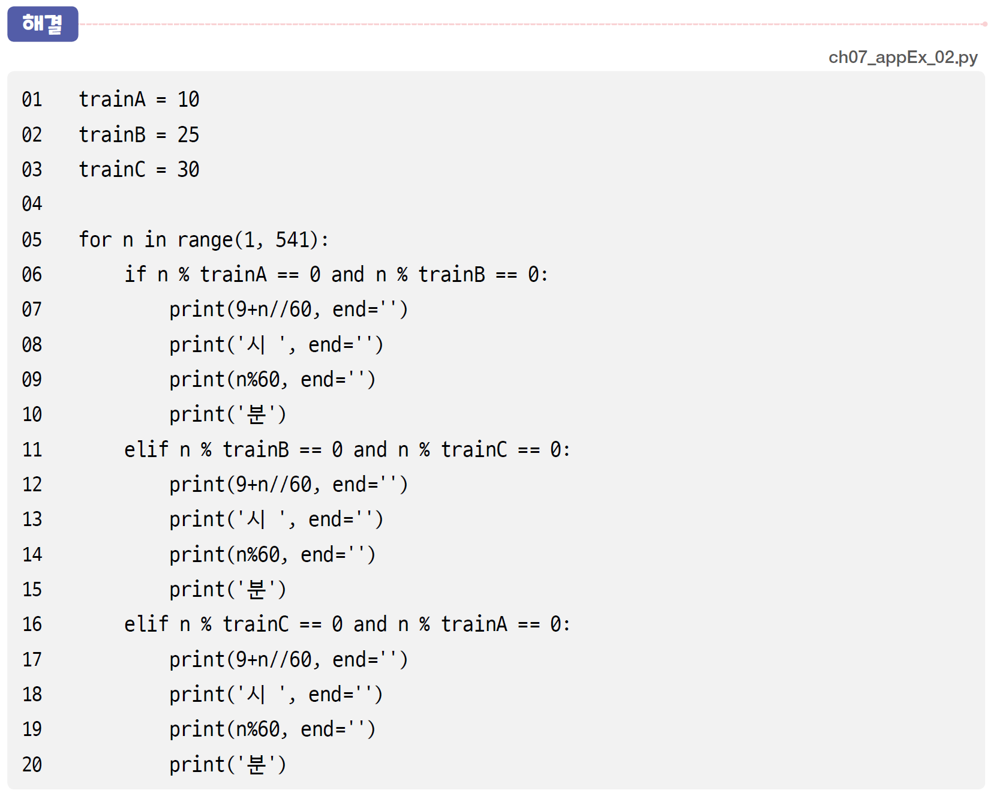 해결
ch07_appEx_02.py
01 trainA = 10
02 trainB = 25
03 trainC = 30
04
05 for n in range(1, 541):
06     if n % trainA == 0 and n % trainB == 0:
07         print(9+n//60, end='')
08         print('시 ', end='')
09         print(n%60, end='')
10         print('분')
11     elif n % trainB == 0 and n % trainC == 0:
12         print(9+n//60, end='')
13         print('시 ', end='')
14         print(n%60, end='')
15         print('분')
16     elif n % trainC == 0 and n % trainA == 0:
17         print(9+n//60, end='')
18         print('시 ', end='')
19         print(n%60, end='')
20         print('분')